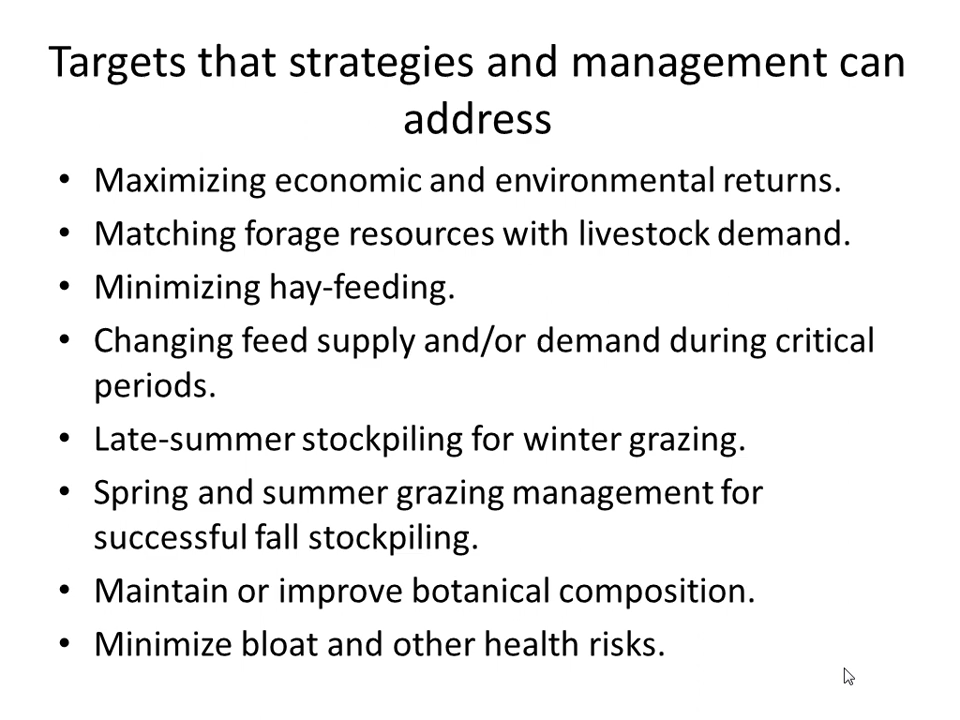 Targets that strategies and management can
address
• Maximizing economic and environmental returns.
• Matching forage resources with livestock demand.
• Minimizing hay-feeding.
• Changing feed supply and/or demand during critical
periods.
• Late-summer stockpiling for winter grazing.
• Spring and summer grazing management for
successful fall stockpiling.
• Maintain or improve botanical composition.
• Minimize bloat and other health risks.